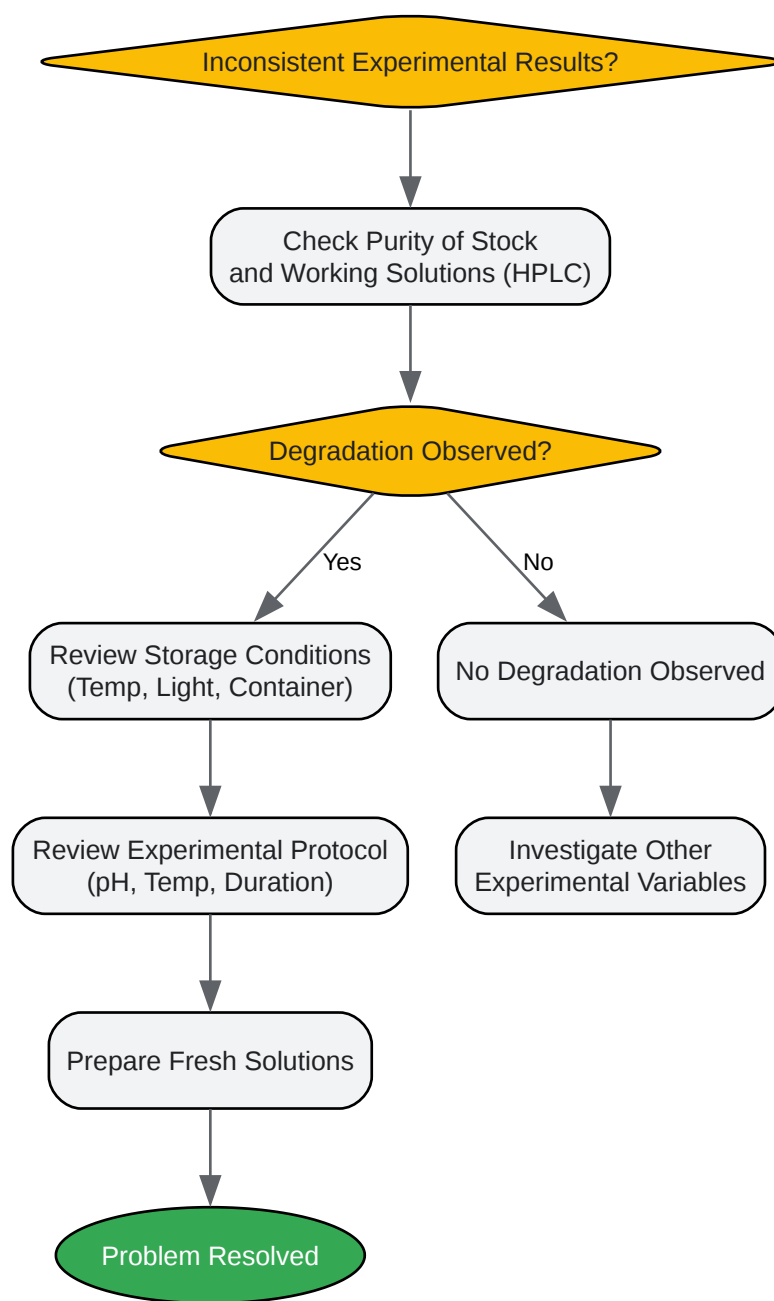 Inconsistent Experimental Results?
Check Purity of Stock
and Working Solutions (HPLC)
Degradation Observed?
Yes
No
Review Storage Conditions
(Temp, Light, Container)
No Degradation Observed
Review Experimental Protocol
(pH, Temp, Duration)
Investigate Other
Experimental Variables
Prepare Fresh Solutions
Problem Resolved